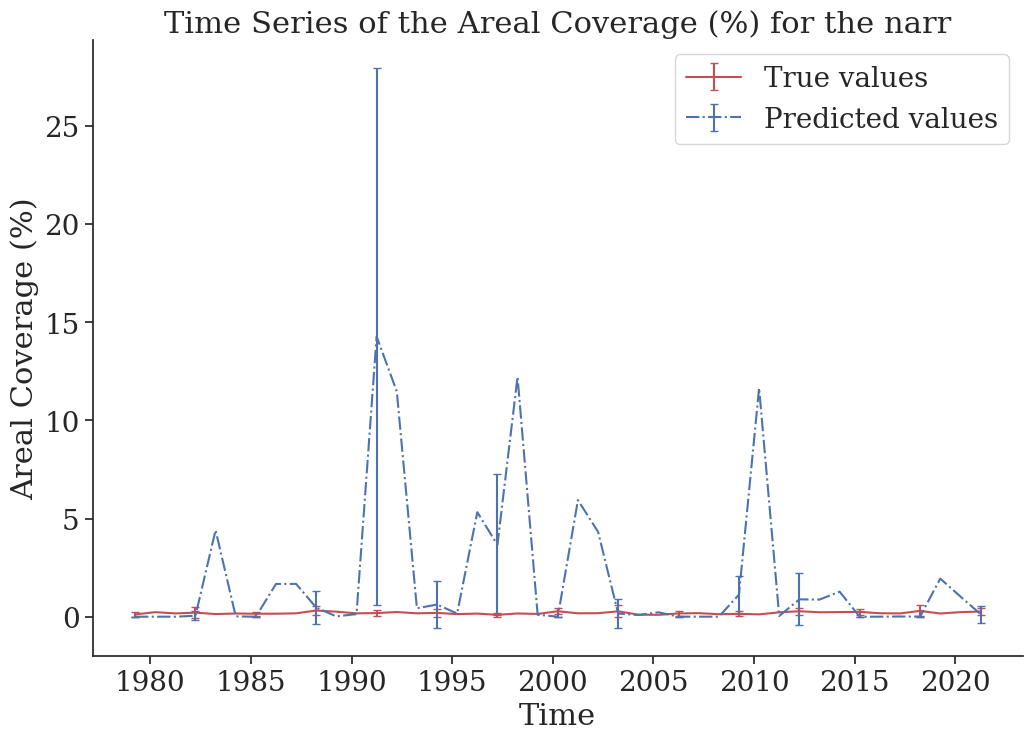 Time Series of the Areal Coverage (%) for the narr
True values
Predicted values
Areal Coverage (%)
25
20
15
10
5
0
1980 1985 1990 1995 2000 2005 2010 2015 2020
Time